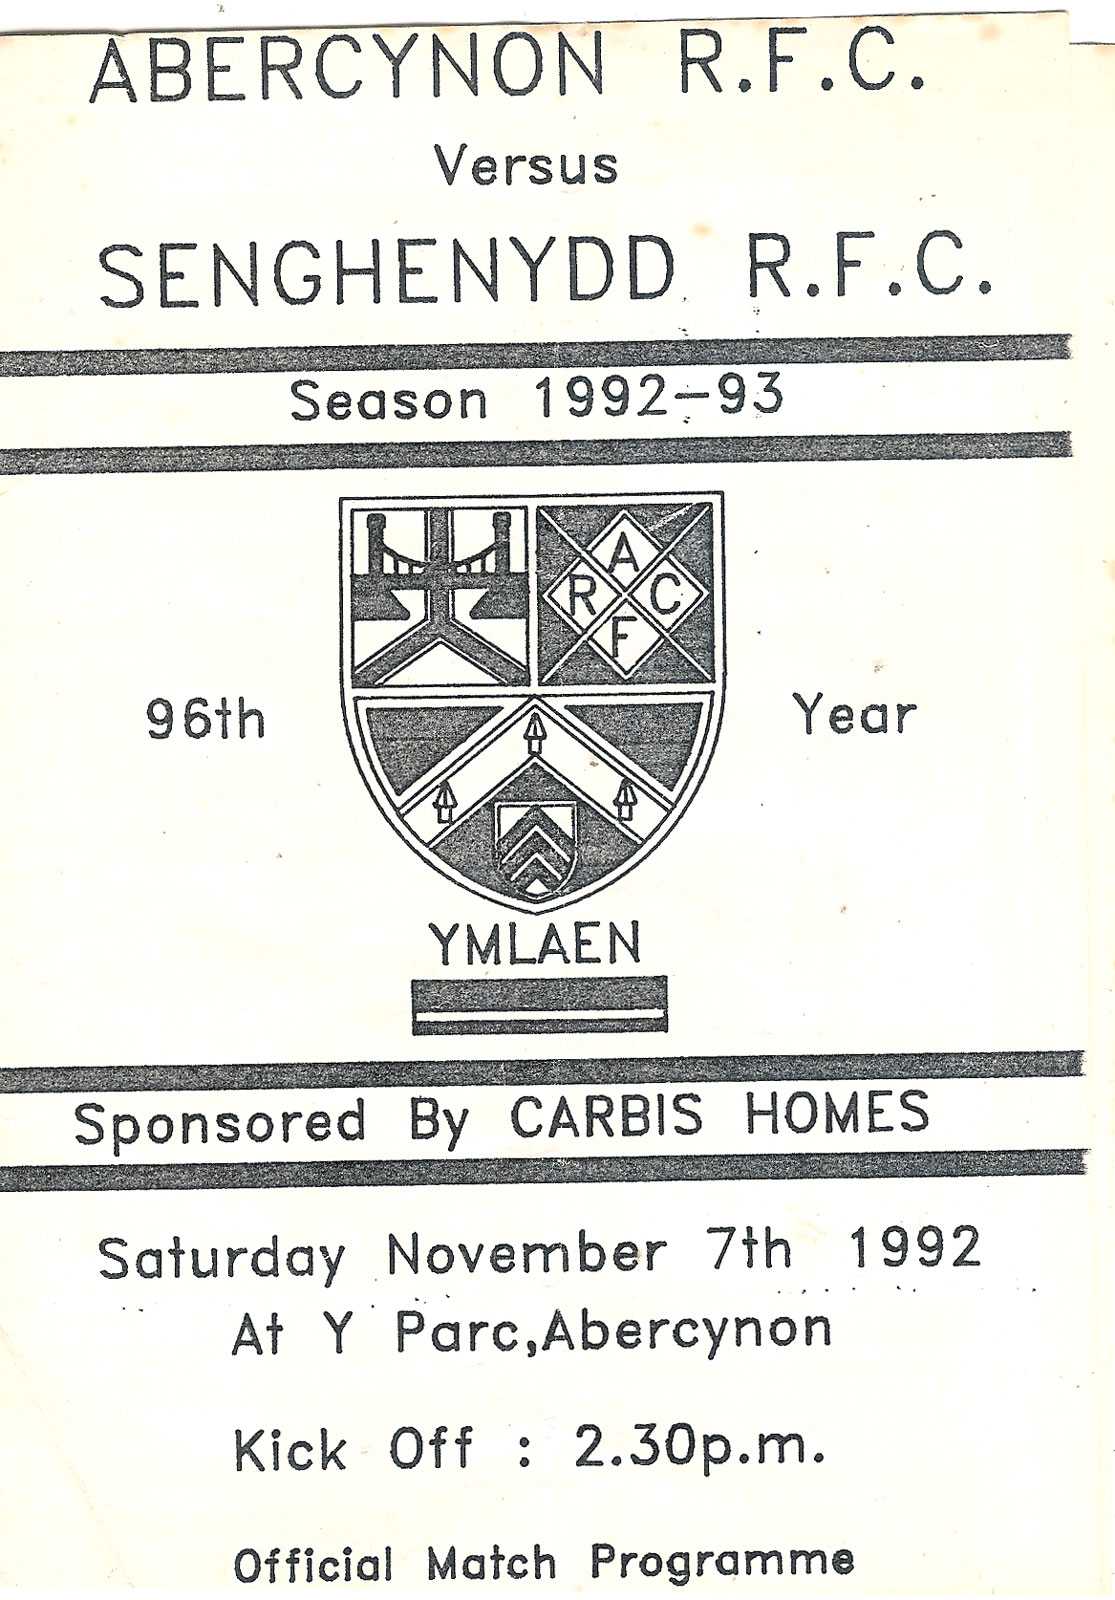 ABERCYNON R.F.C.
Versus
SENGHENYDD R.F.C.
Season 1992-93
A
R C
F
96th Year
YMLAEN
Sponsored By CARBIS HOMES
Saturday November 7th 1992
At Y Parc,Abercynon
Kick Off : 2.30p.m.
Official Match Programme